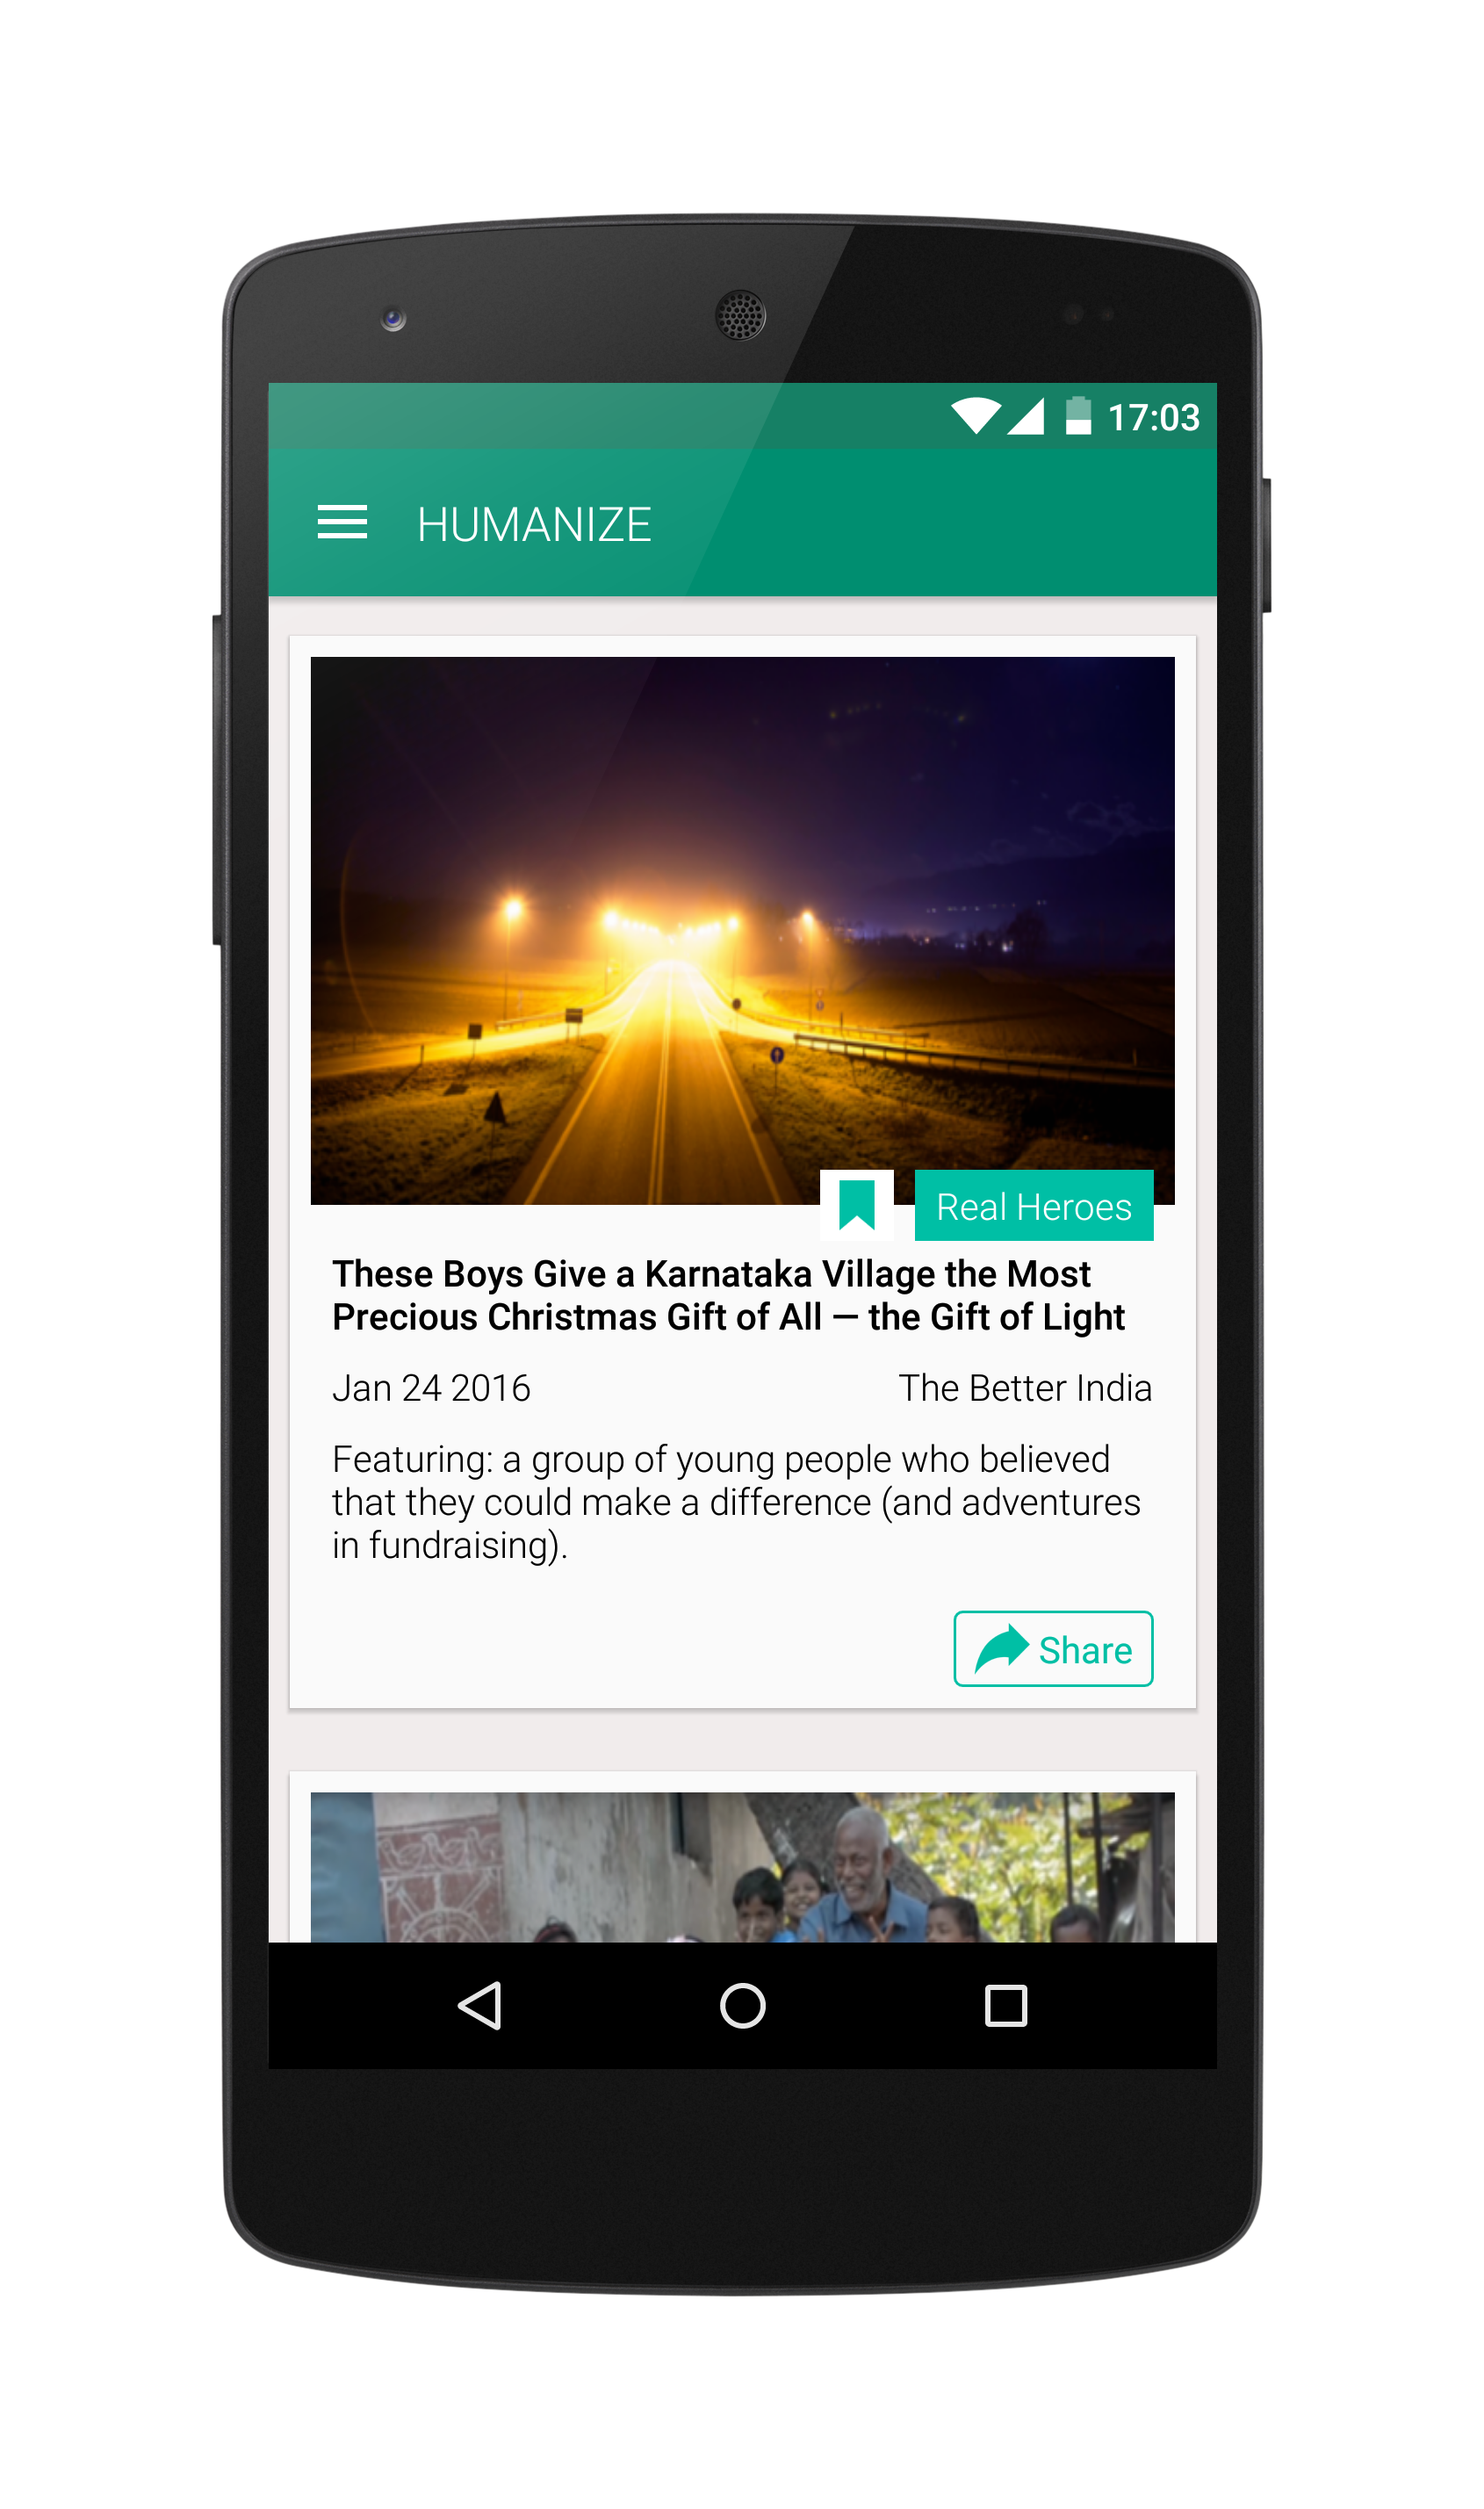 17:03
HUMANIZE
Real Heroes
These Boys Give a Karnataka Village the Most
Precious Christmas Gift of All — the Gift of Light
Jan 24 2016
The Better India
Featuring: a group of young people who believed
that they could make a difference (and adventures
in fundraising).
Share